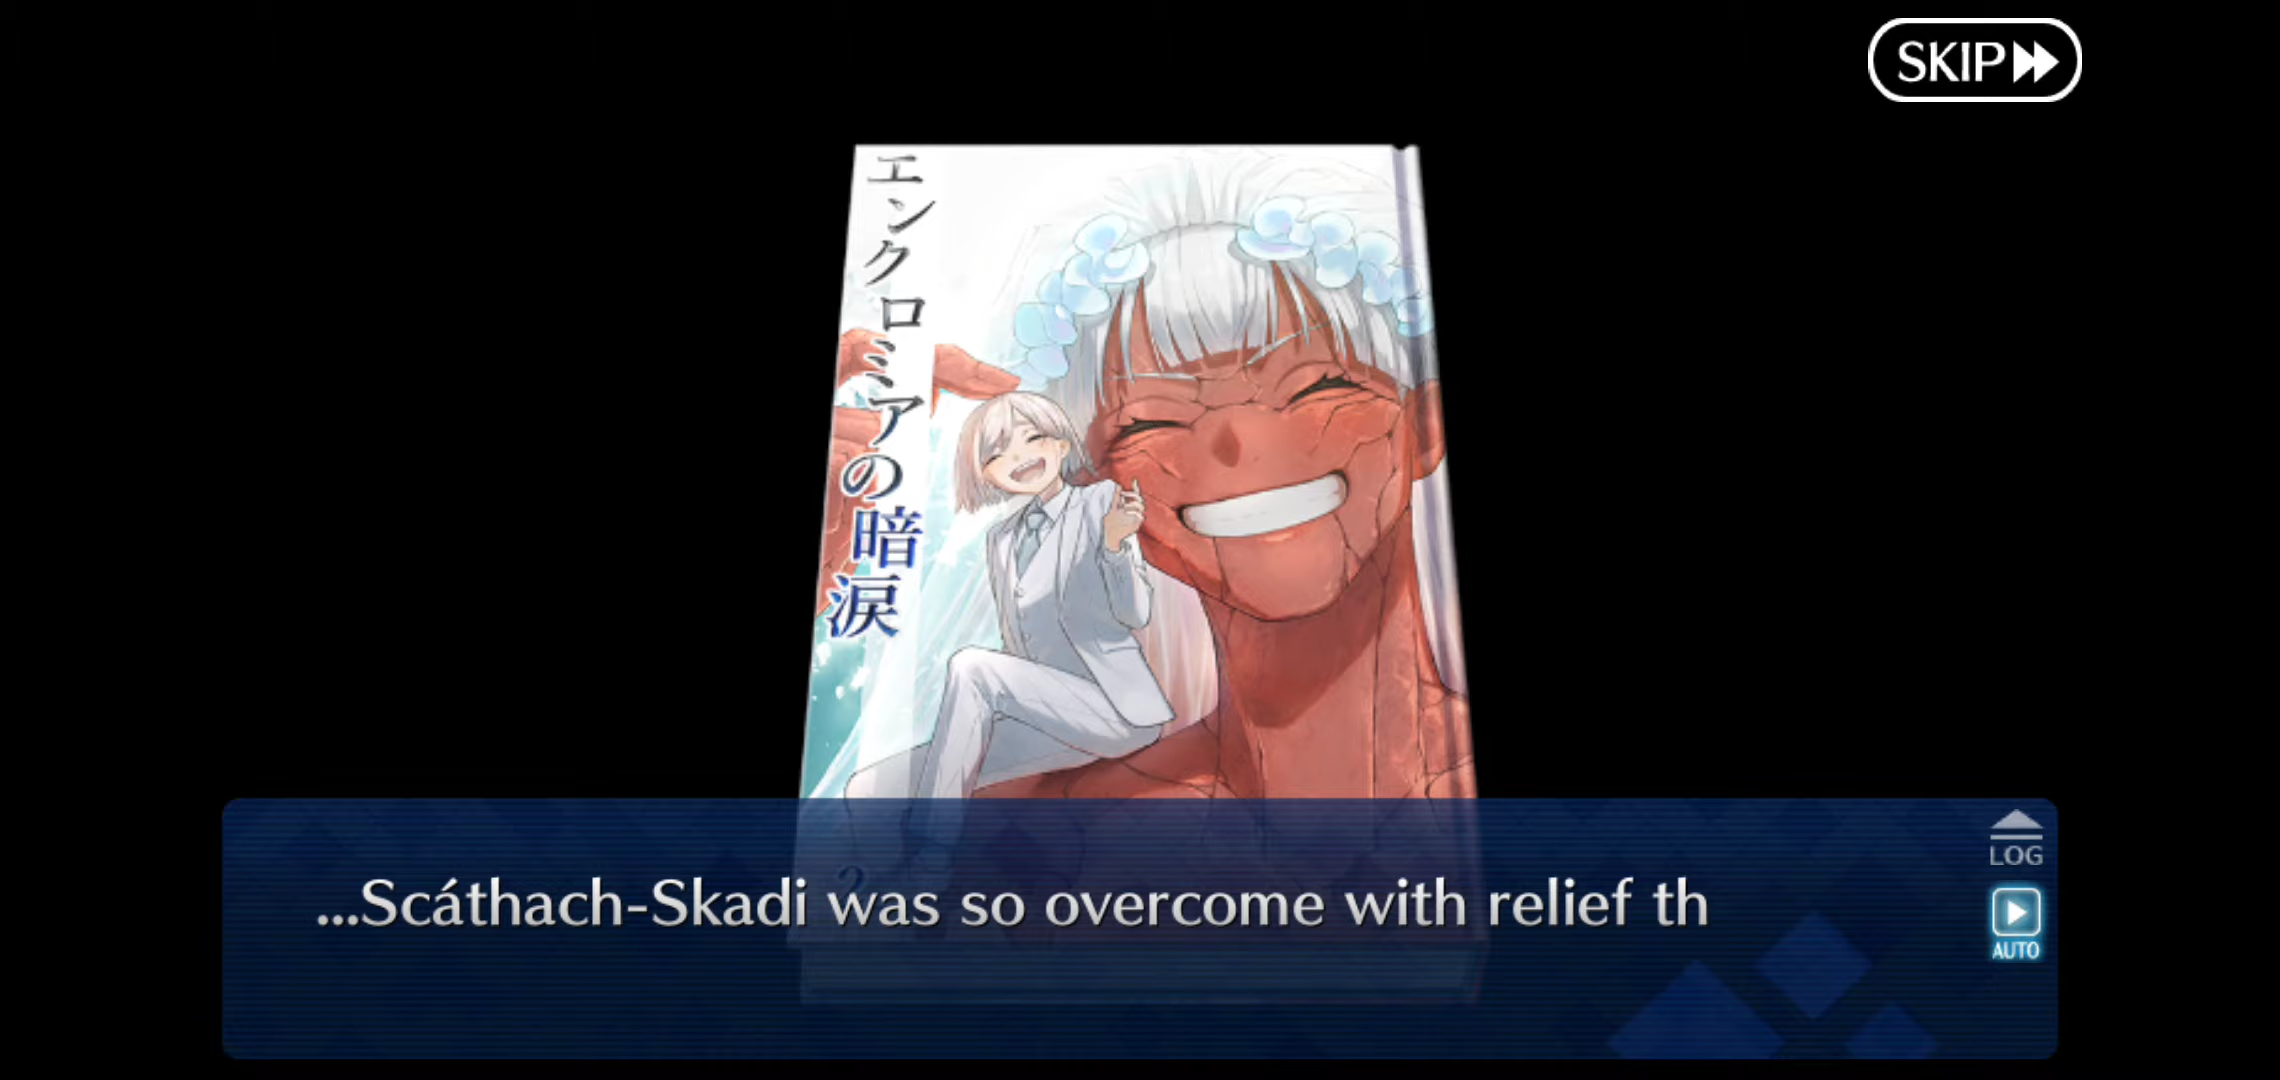 SKIP
エンクロミアの暗涙
2
...Scáthach-Skadi was so overcome with relief th
LOG
AUTO